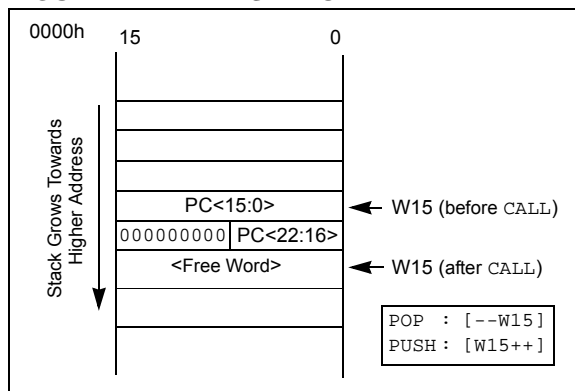 0000h
15 0
Stack Grows Towards
Higher Address
PC<15:0>
W15 (before CALL)
000000000 PC<22:16>
<Free Word>
W15 (after CALL)
POP : [--W15]
PUSH : [W15++]